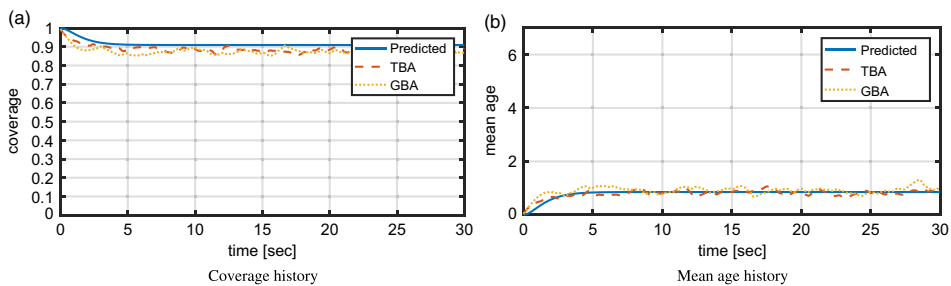 (a)
1
0.9
0.8
0.7
0.6
0.5
0.4
0.3
0.2
0.1
0
coverage
Predicted
TBA
GBA
0 5 10 15 20 25 30
time [sec]
Coverage history
(b)
6
4
2
0
mean age
Predicted
TBA
GBA
0 5 10 15 20 25 30
time [sec]
Mean age history